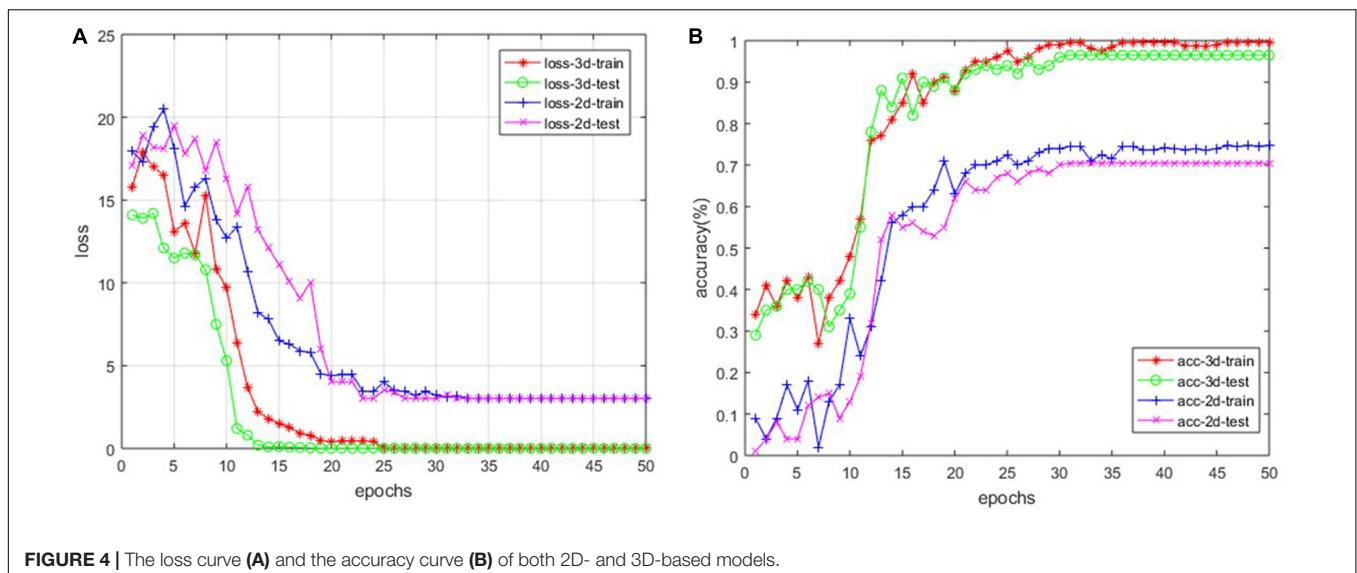 A
25
20
15
10
5
0
loss
0 5 10 15 20 25 30 35 40 45 50
epochs
loss-3d-train
loss-3d-test
loss-2d-train
loss-2d-test
B
1
0.9
0.8
0.7
0.6
0.5
0.4
0.3
0.2
0.1
0
accuracy(%)
0 5 10 15 20 25 30 35 40 45 50
epochs
acc-3d-train
acc-3d-test
acc-2d-train
acc-2d-test
FIGURE 4 | The loss curve (A) and the accuracy curve (B) of both 2D- and 3D-based models.